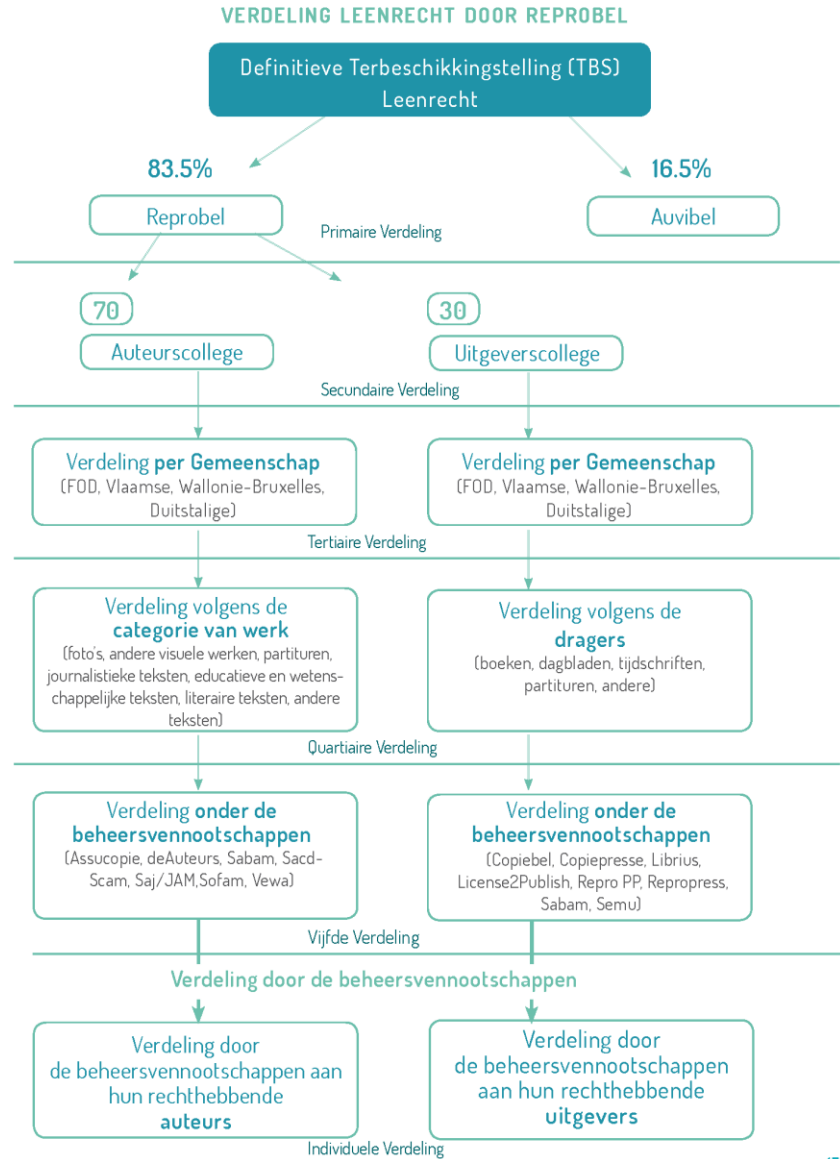 VERDELING LEENRECHT DOOR REPROBEL
Definitieve Terbeschikkingstelling (TBS)
Leenrecht
83.5%
16.5%
Reprobel
Auvibel
Primaire Verdeling
70
30
Auteurscollege
Uitgeverscollege
Secundaire Verdeling
Verdeling per Gemeenschap
(FOD, Vlaamse, Wallonie-Bruxelles,
Duitstalige)
Verdeling per Gemeenschap
(FOD, Vlaamse, Wallonie-Bruxelles,
Duitstalige)
Tertiaire Verdeling
Verdeling volgens de
categorie van werk
(foto's, andere visuele werken, partituren,
journalistieke teksten, educatieve en wetens-
chappelijke teksten, literaire teksten, andere
teksten)
Verdeling volgens de
dragers
(boeken, dagbladen, tijdschriften,
partituren, andere)
Quartiaire Verdeling
Verdeling onder de
beheersvennootschappen
(Assucopie, deAuteurs, Sabam, Sacd-
Scam, Saj/JAM,Sofam, Vewa)
Verdeling onder de
beheersvennootschappen
(Copiebel, Copiepresse, Librius,
License2Publish, Repro PP, Repropress,
Sabam, Semu)
Vijfde Verdeling
Verdeling door de beheersvennootschappen
Verdeling door
de beheersvennootschappen aan
hun rechthebbende
auteurs
Verdeling door
de beheersvennootschappen
aan hun rechthebbende
uitgevers
Individuele Verdeling